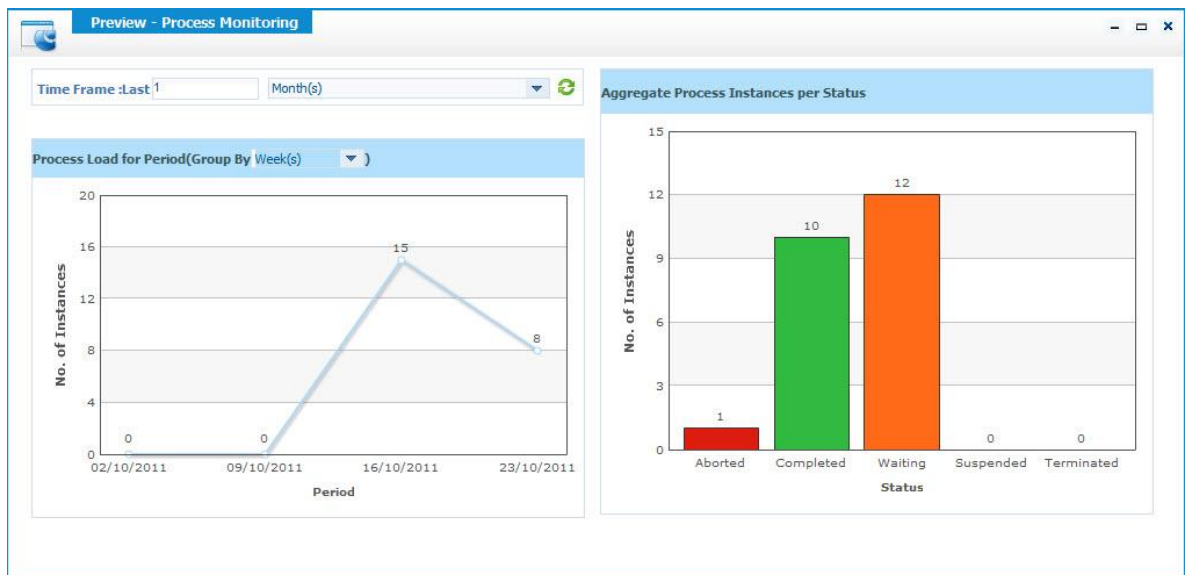 Preview - Process Monitoring
Time Frame :Last 1 Month(s)
Process Load for Period(Group By Week(s) )
20
16
12
8
4
0
No. of Instances
0
0
15
8
02/10/2011 09/10/2011 16/10/2011 23/10/2011
Period
Aggregate Process Instances per Status
15
12
9
6
3
0
No. of Instances
1
10
12
0
0
Aborted Completed Waiting Suspended Terminated
Status